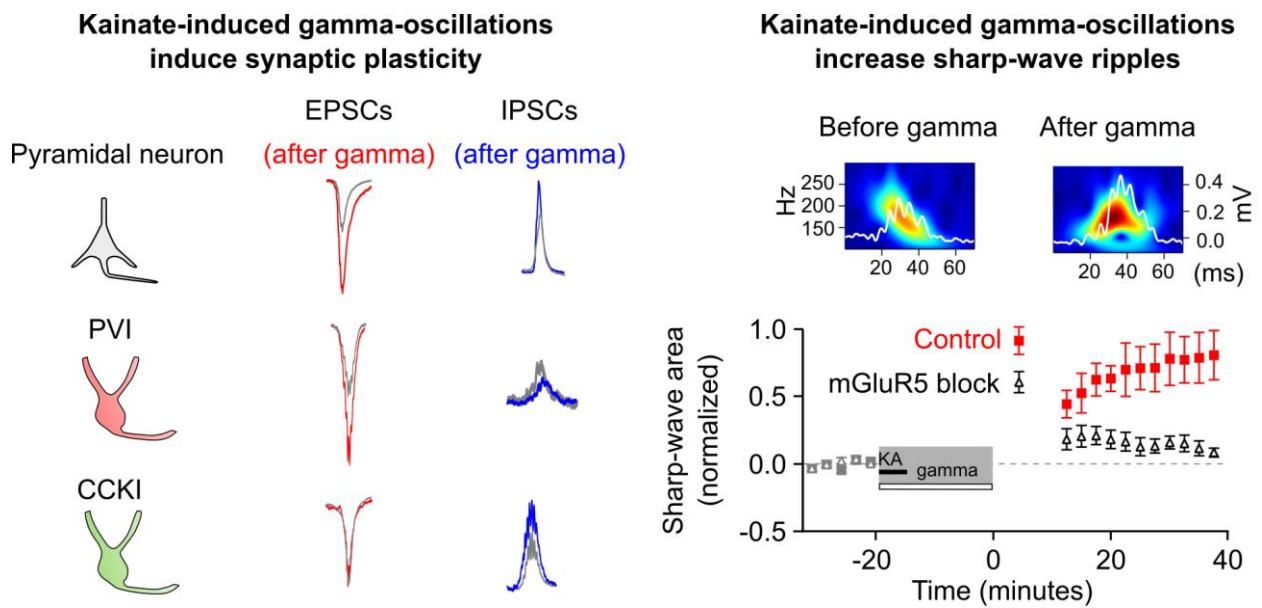 Kainate-induced gamma-oscillations
induce synaptic plasticity
EPSCs IPSCs
Pyramidal neuron (after gamma) (after gamma)
PVI
CCKI
Kainate-induced gamma-oscillations
increase sharp-wave ripples
Before gamma After gamma
Hz
250
200
150
20 40 60
0.4
0.2
0.0
mV
20 40 60 (ms)
Sharp-wave area
(normalized)
1.0
0.5
0.0
-0.5
Control
mGluR5 block
KA
gamma
-20 0 20 40
Time (minutes)